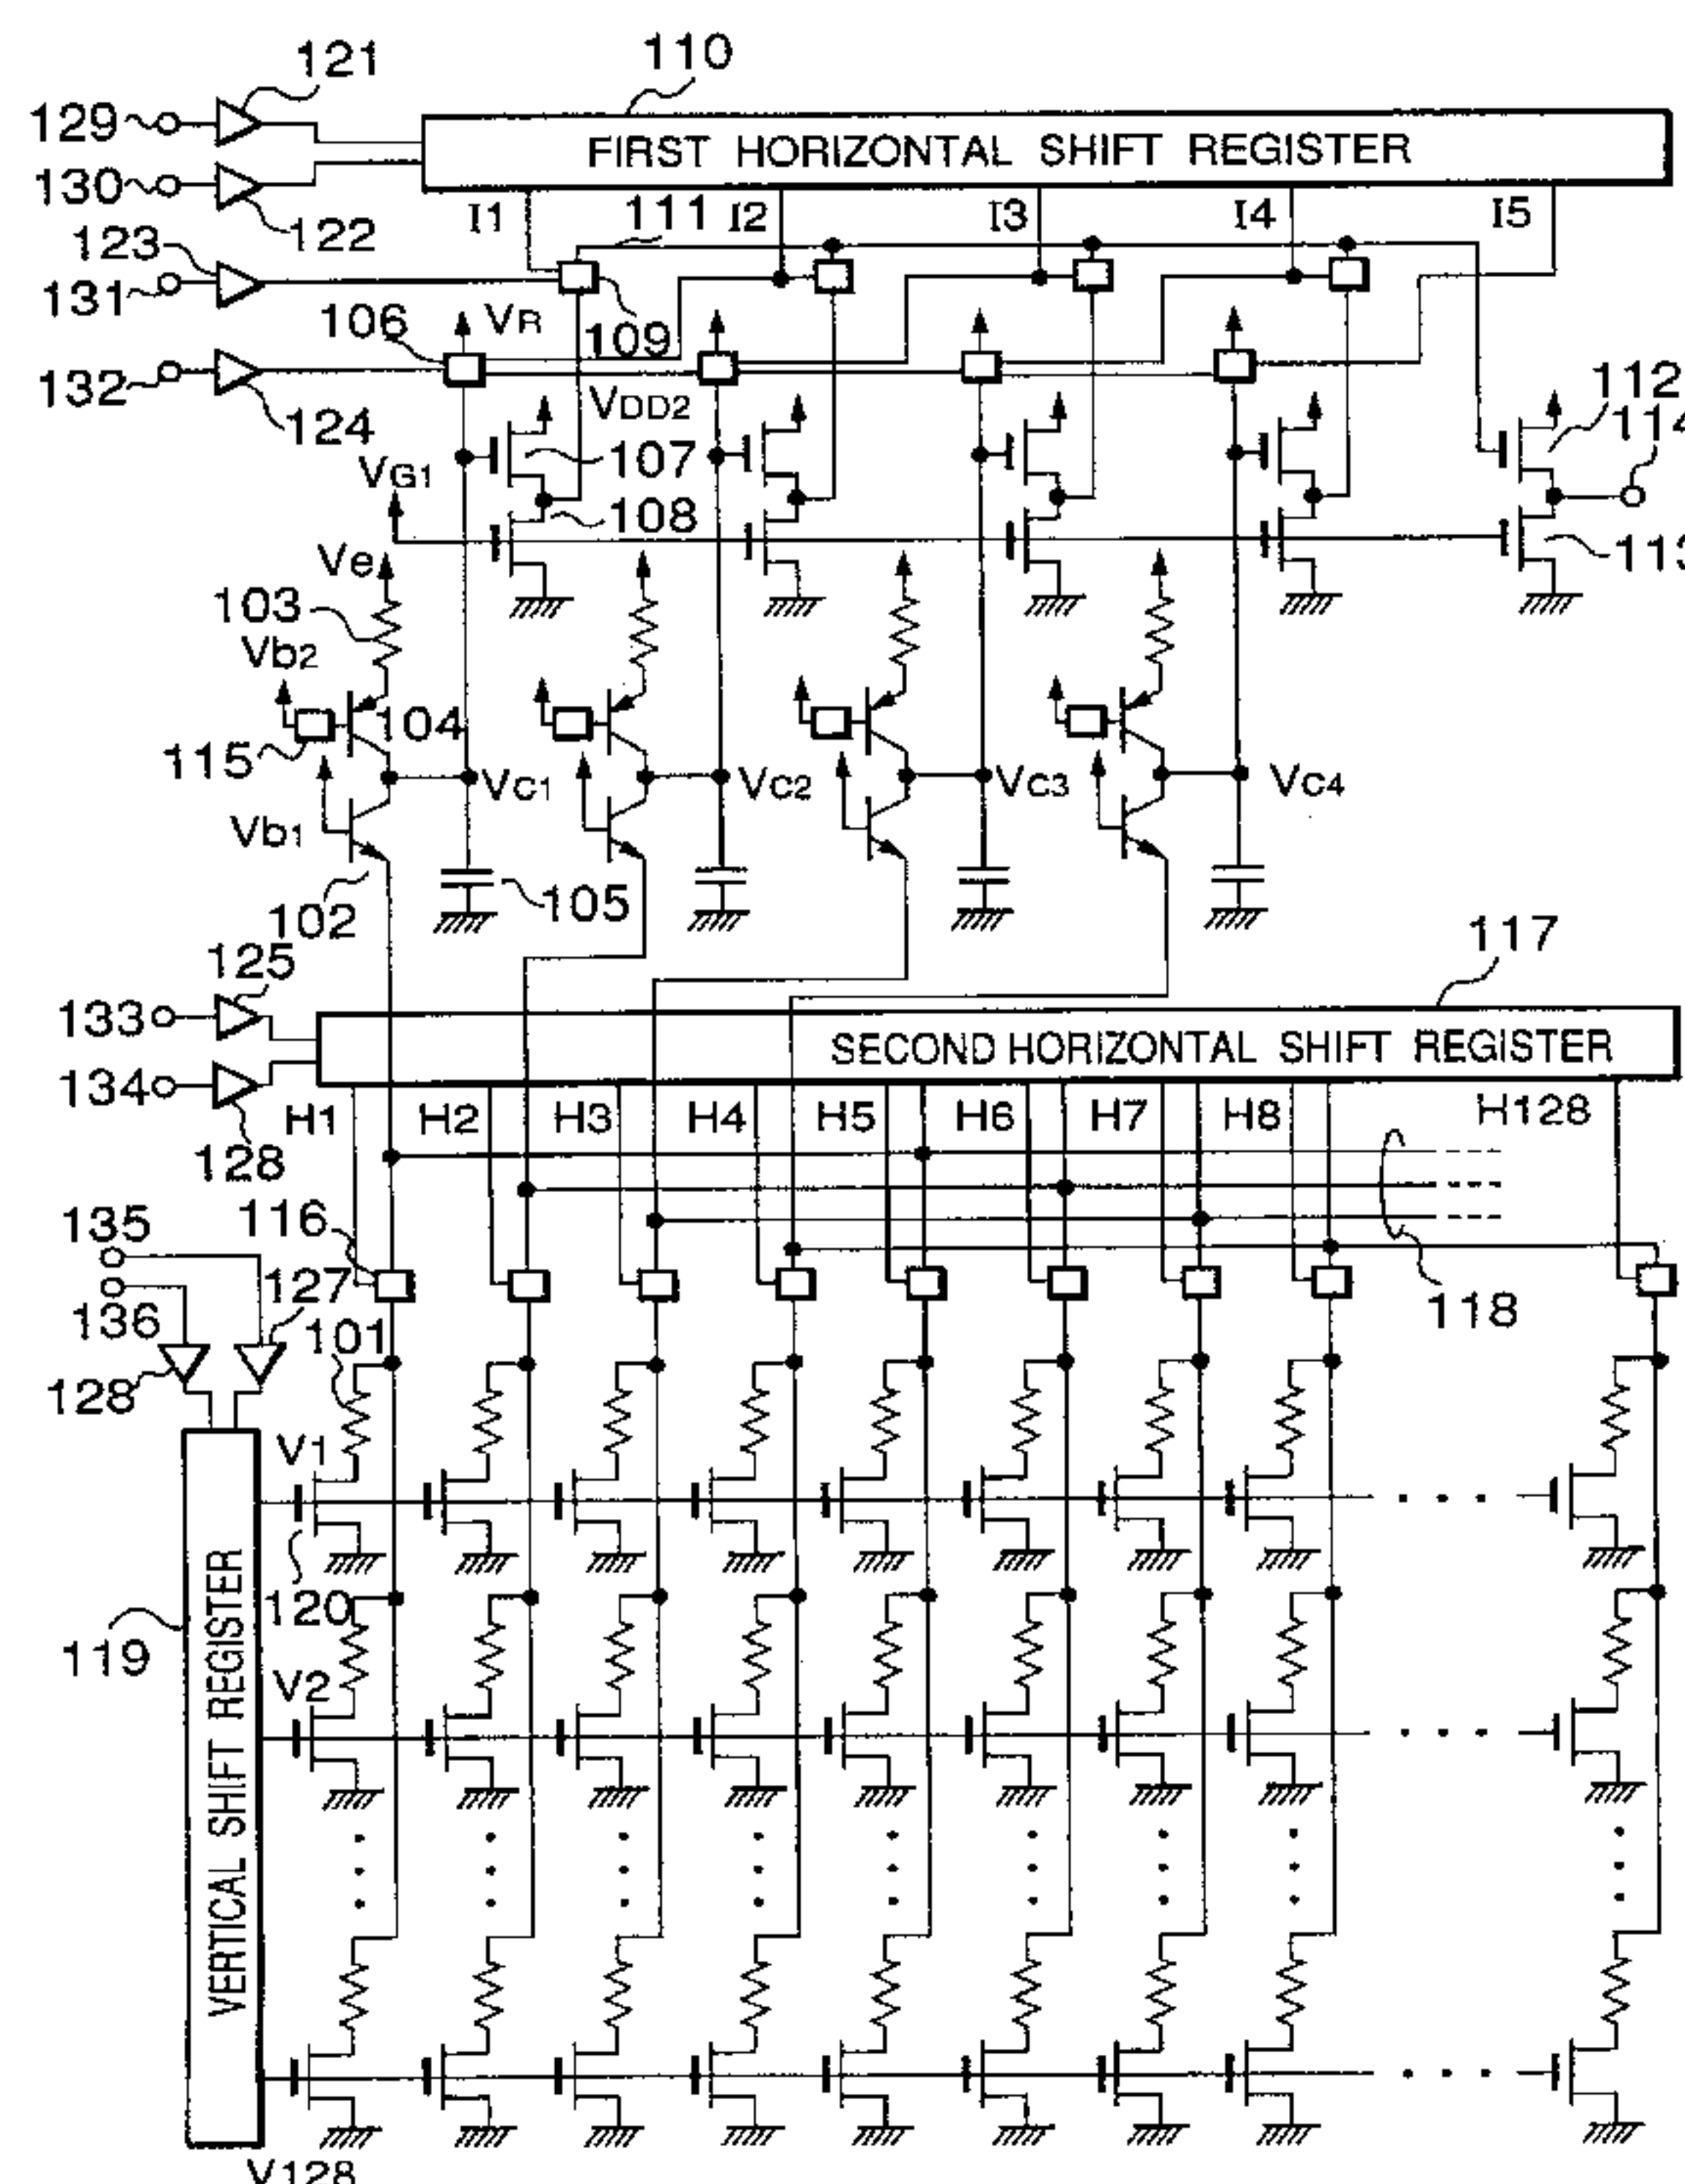 121
110
129
FIRST HORIZONTAL SHIFT REGISTER
130
122
I1
111
I2
I3
I4
I5
123
131
106
VR
109
132
124
VDD2
112
114
VG1
107
108
113
Ve
103
Vb2
104
115
VC1
VC2
VC3
VC4
Vb1
102
105
125
117
133
SECOND HORIZONTAL SHIFT REGISTER
134
128
H1
H2
H3
H4
H5
H6
H7
H8
H128
135
116
127
118
136
101
128
V1
120
119
VERTICAL SHIFT REGISTER
V2
V128